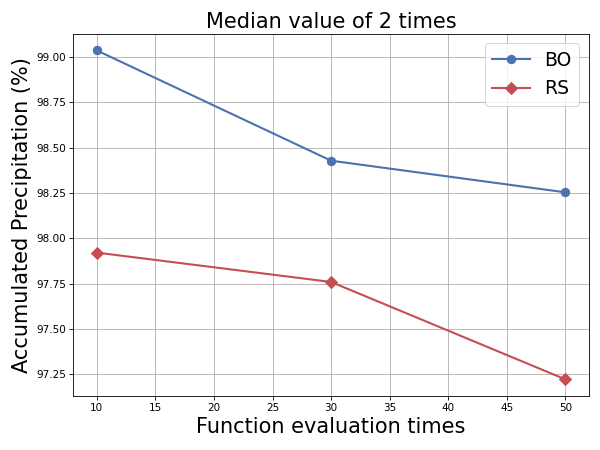 Median value of 2 times
Accumulated Precipitation (%)
99.00
98.75
98.50
98.25
98.00
97.75
97.50
97.25
BO
RS
10 15 20 25 30 35 40 45 50
Function evaluation times